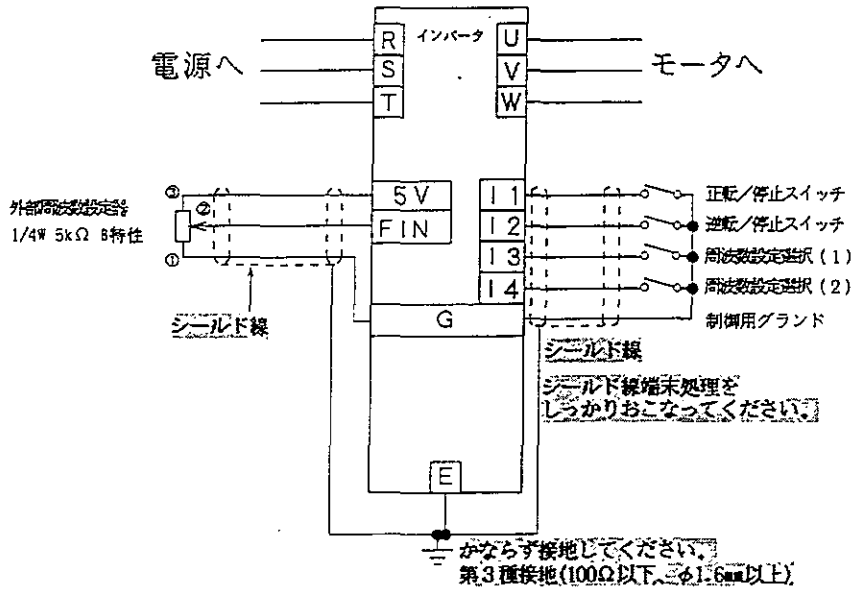 インバータ
R
S
T
U
V
W
電源へ
モータへ
外部周波数設定器
1/4W 5kΩ B特性
③
②
①
シールド線
5V
FIN
I1
I2
I3
I4
G
E
正転/停止スイッチ
逆転/停止スイッチ
周波数設定選択(1)
周波数設定選択(2)
制御用グランド
シールド線
シールド線端末処理を
しっかりおこなってください。
かならず接地してください。
第3種接地(100Ω以下、φ1.6mm以上)